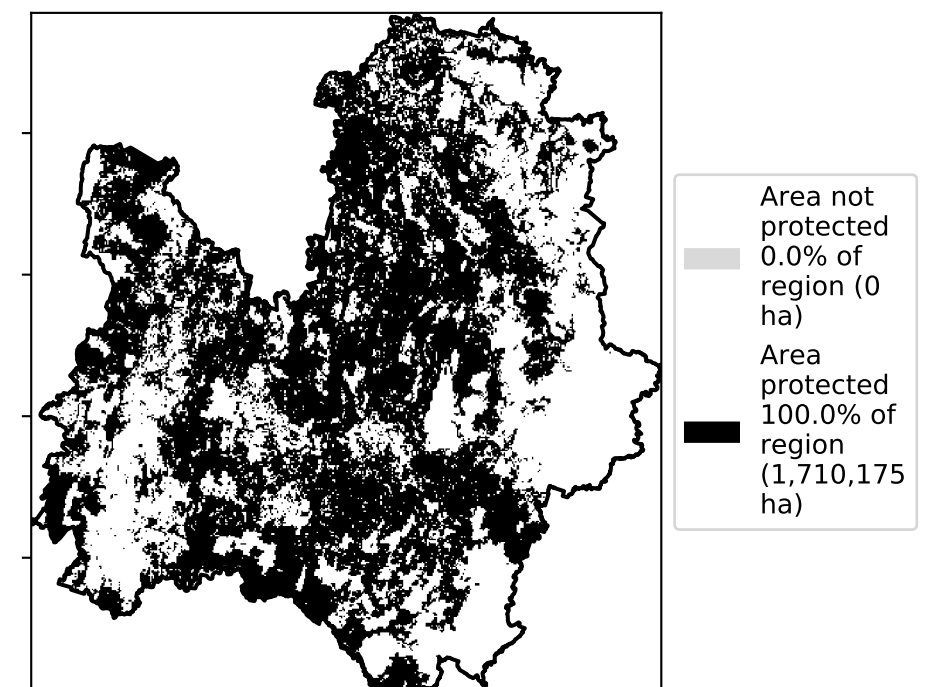 Area not
protected
0.0% of
region (0
ha)
Area
protected
100.0% of
region
(1,710,175
ha)